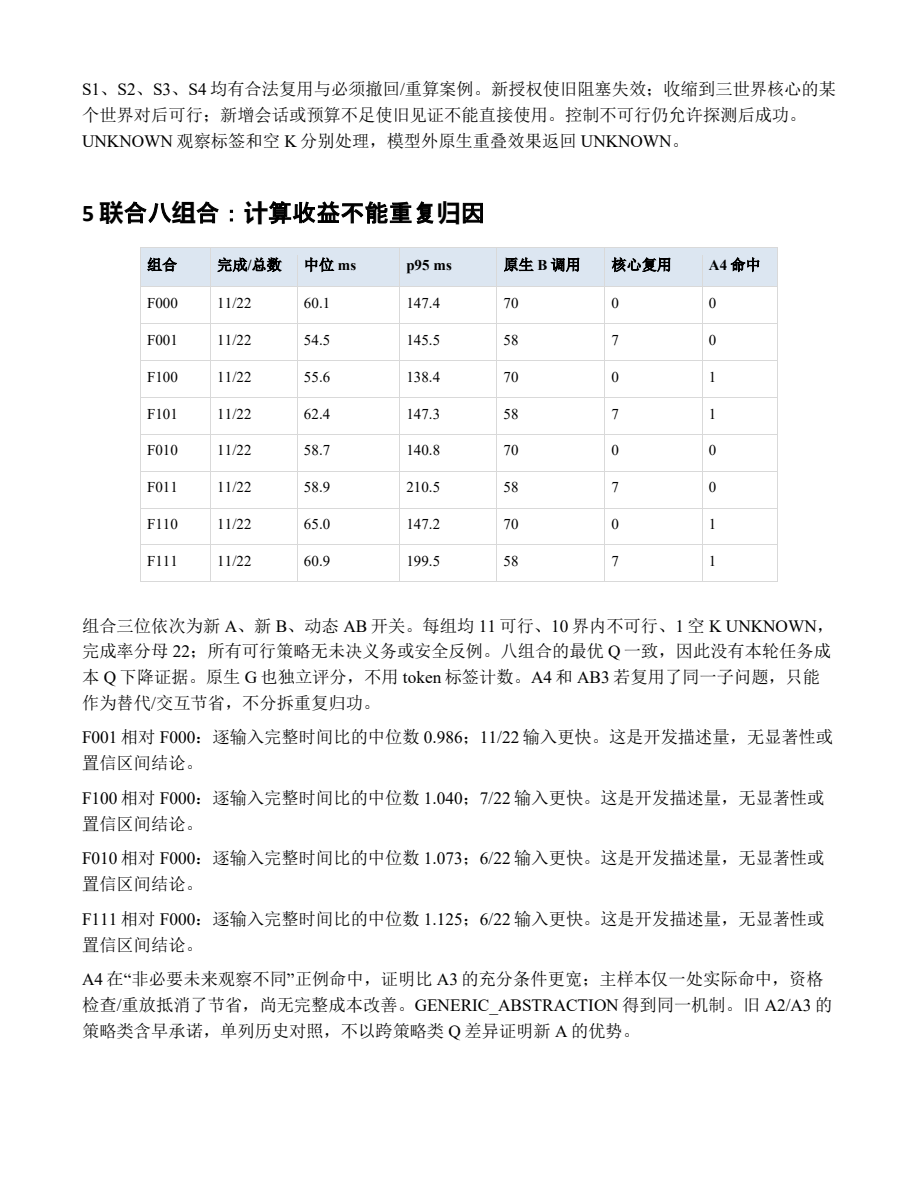 S1、S2、S3、S4 均有合法复用与必须撤回/重算案例。新授权使旧阻塞失效；收缩到三世界核心的某
个世界对后可行；新增会话或预算不足使旧见证不能直接使用。控制不可行仍允许探测后成功。
UNKNOWN 观察标签和空 K 分别处理，模型外原生重叠效果返回 UNKNOWN。
5 联合八组合：计算收益不能重复归因
组合 完成/总数 中位 ms p95 ms 原生 B 调用 核心复用 A4 命中
F000 11/22 60.1 147.4 70 0 0
F001 11/22 54.5 145.5 58 7 0
F100 11/22 55.6 138.4 70 0 1
F101 11/22 62.4 147.3 58 7 1
F010 11/22 58.7 140.8 70 0 0
F011 11/22 58.9 210.5 58 7 0
F110 11/22 65.0 147.2 70 0 1
F111 11/22 60.9 199.5 58 7 1
组合三位依次为新 A、新 B、动态 AB 开关。每组均 11 可行、10 界内不可行、1 空 K UNKNOWN，
完成率分母 22；所有可行策略无未决义务或安全反例。八组合的最优 Q 一致，因此没有本轮任务成
本 Q 下降证据。原生 G 也独立评分，不用 token 标签计数。A4 和 AB3 若复用了同一子问题，只能
作为替代/交互节省，不分拆重复归功。
F001 相对 F000：逐输入完整时间比的中位数 0.986；11/22 输入更快。这是开发描述量，无显著性或
置信区间结论。
F100 相对 F000：逐输入完整时间比的中位数 1.040；7/22 输入更快。这是开发描述量，无显著性或
置信区间结论。
F010 相对 F000：逐输入完整时间比的中位数 1.073；6/22 输入更快。这是开发描述量，无显著性或
置信区间结论。
F111 相对 F000：逐输入完整时间比的中位数 1.125；6/22 输入更快。这是开发描述量，无显著性或
置信区间结论。
A4 在“非必要未来观察不同”正例命中，证明比 A3 的充分条件更宽；主样本仅一处实际命中，资格
检查/重放抵消了节省，尚无完整成本改善。GENERIC_ABSTRACTION 得到同一机制。旧 A2/A3 的
策略类含早承诺，单列历史对照，不以跨策略类 Q 差异证明新 A 的优势。